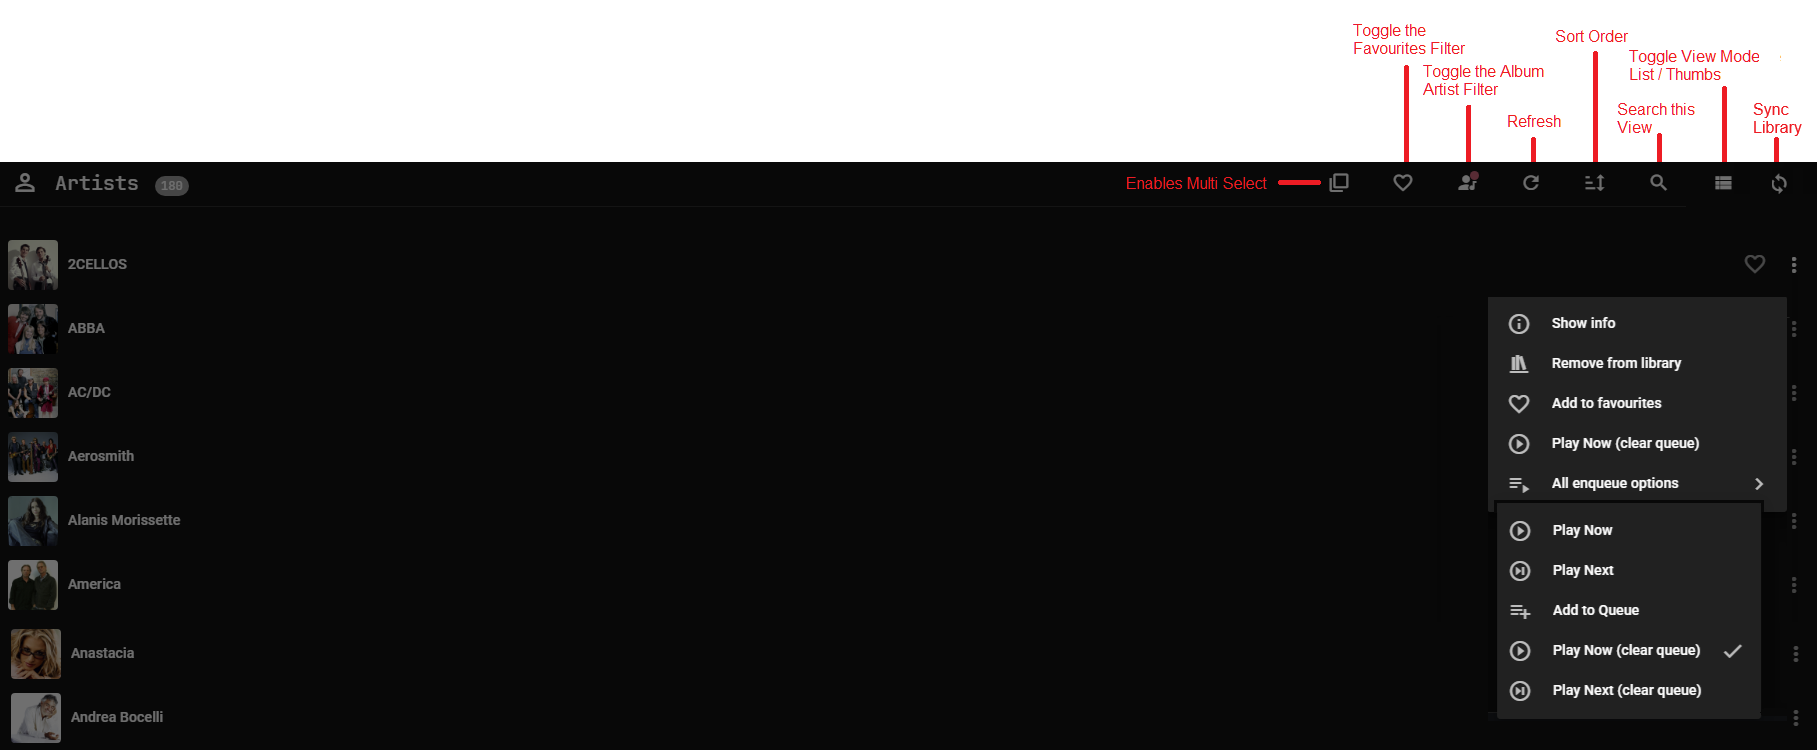 Toggle the
Favourites Filter
Sort Order
Toggle View Mode
List / Thumbs
Toggle the Album
Artist Filter
Search this
View
Sync
Library
Refresh
Artists 180
Enables Multi Select
2CELLOS
ABBA
AC/DC
Aerosmith
Alanis Morissette
America
Anastacia
Andrea Bocelli
Show info
Remove from library
Add to favourites
Play Now (clear queue)
All enqueue options
Play Now
Play Next
Add to Queue
Play Now (clear queue)
Play Next (clear queue)